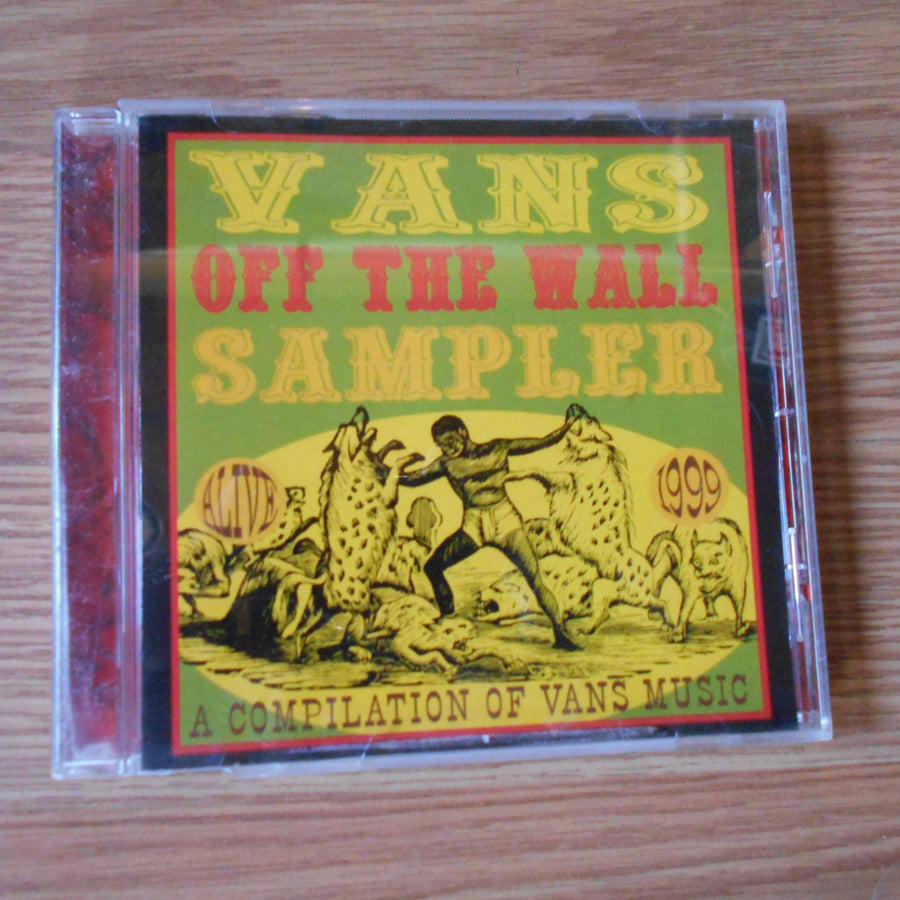 VANS
OFF THE WALL
SAMPLER
ALIVE
1999
A COMPILATION OF VANS MUSIC